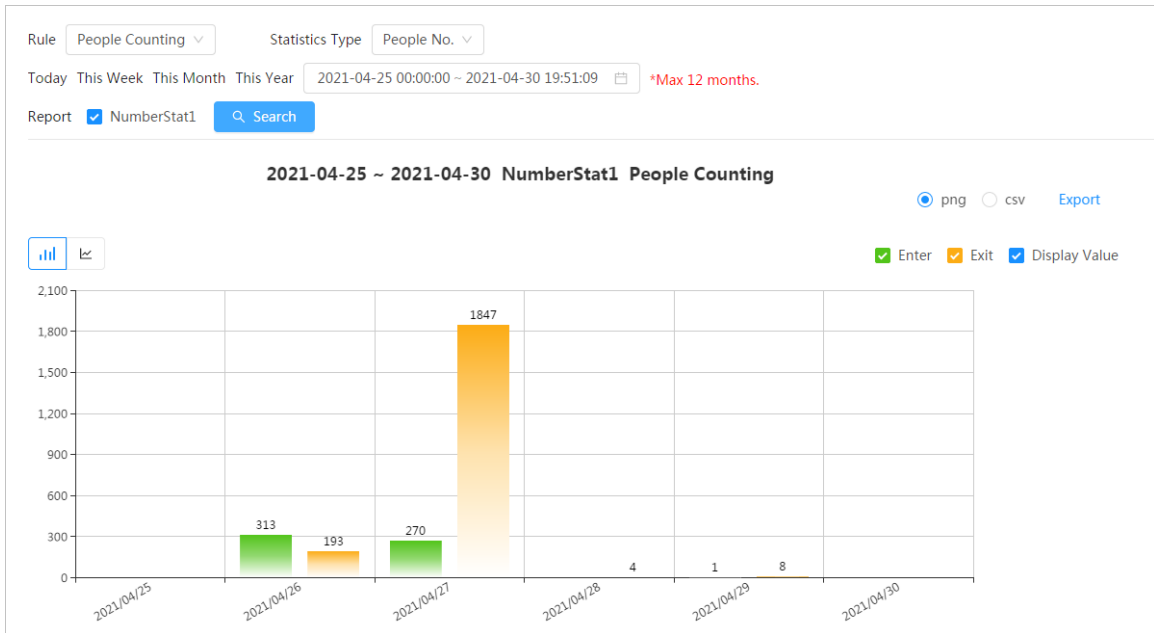 Rule People Counting Statistics Type People No.
Today This Week This Month This Year 2021-04-25 00:00:00 ~ 2021-04-30 19:51:09 *Max 12 months.
Report NumberStat1 Search
2021-04-25 ~ 2021-04-30 NumberStat1 People Counting
png csv Export
Enter Exit Display Value
2,100
1847
1,800
1,500
1,200
900
600
313 193 270
300
4 1 8
0
2021/04/25 2021/04/26 2021/04/27 2021/04/28 2021/04/29 2021/04/30